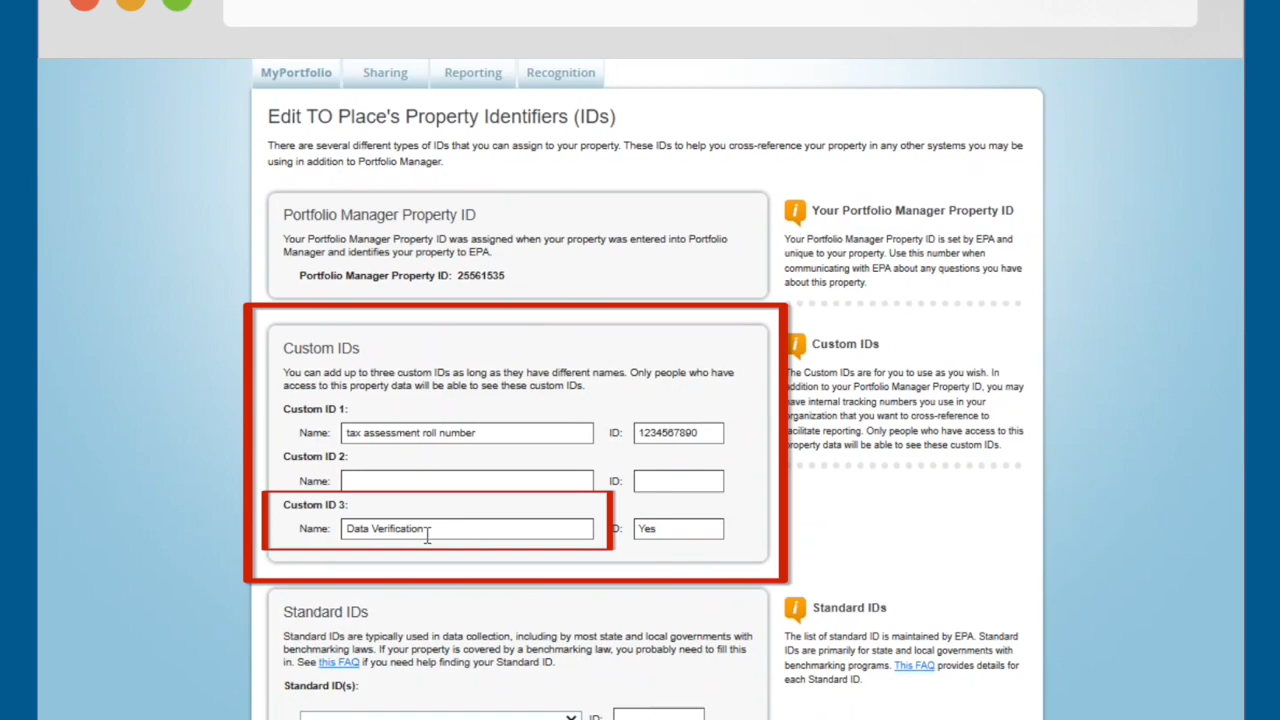 MyPortfolio Sharing Reporting Recognition
Edit TO Place's Property Identifiers (IDs)
There are several different types of IDs that you can assign to your property. These IDs to help you cross-reference your property in any other systems you may be
using in addition to Portfolio Manager.
Portfolio Manager Property ID
Your Portfolio Manager Property ID was assigned when your property was entered into Portfolio
Manager and identifies your property to EPA.
Portfolio Manager Property ID: 25561535
Your Portfolio Manager Property ID
Your Portfolio Manager Property ID is set by EPA and
unique to your property. Use this number when
communicating with EPA about any questions you have
about this property.
Custom IDs
You can add up to three custom IDs as long as they have different names. Only people who have
access to this property data will be able to see these custom IDs.
Custom ID 1:
Name: tax assessment roll number ID: 1234567890
Custom ID 2:
Name: ID:
Custom ID 3:
Name: Data Verification ID: Yes
Custom IDs
The Custom IDs are for you to use as you wish. In
addition to your Portfolio Manager Property ID, you may
have internal tracking numbers you use in your
organization that you want to cross-reference to
facilitate reporting. Only people who have access to this
property data will be able to see these custom IDs.
Standard IDs
Standard IDs are typically used in data collection, including by most state and local governments with
benchmarking laws. If your property is covered by a benchmarking law, you probably need to fill this
in. See this FAQ if you need help finding your Standard ID.
Standard ID(s):
ID:
Standard IDs
The list of standard ID is maintained by EPA. Standard
IDs are primarily for state and local governments with
benchmarking programs. This FAQ provides details for
each Standard ID.